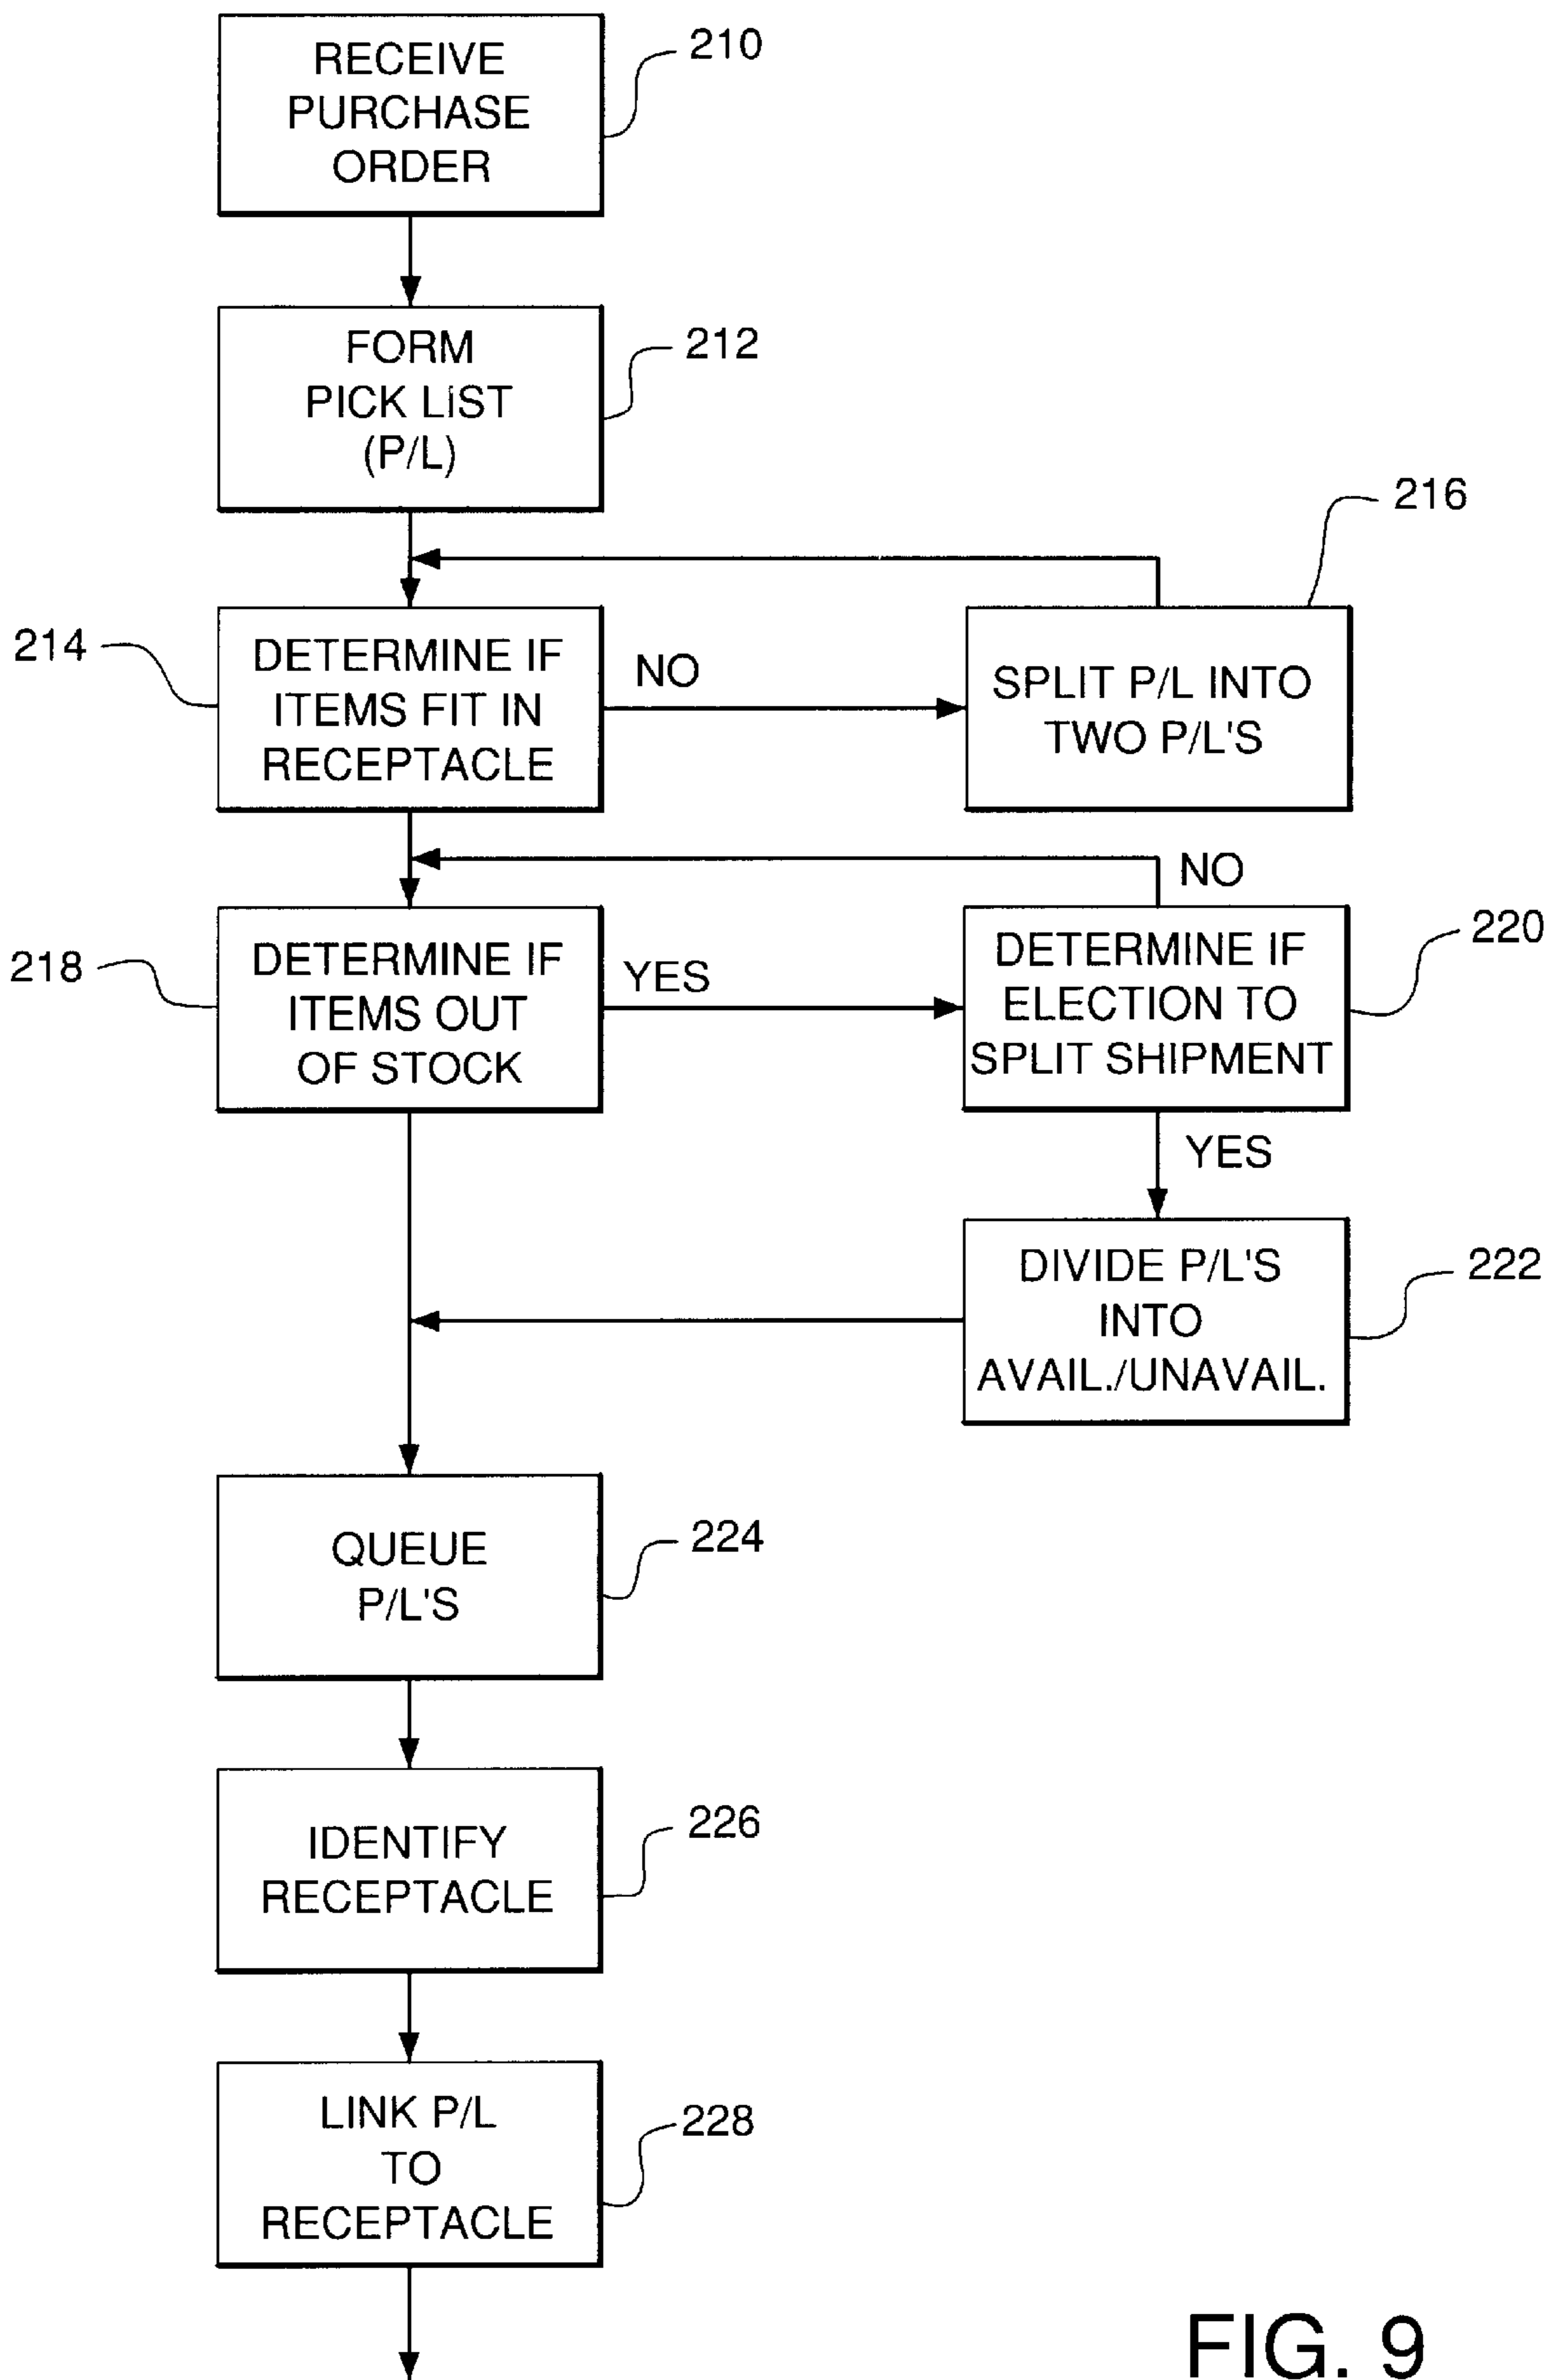 RECEIVE
PURCHASE
ORDER
210
FORM
PICK LIST
(P/L)
212
216
214
DETERMINE IF
ITEMS FIT IN
RECEPTACLE
NO
SPLIT P/L INTO
TWO P/L'S
NO
218
DETERMINE IF
ITEMS OUT
OF STOCK
YES
DETERMINE IF
ELECTION TO
SPLIT SHIPMENT
220
YES
DIVIDE P/L'S
INTO
AVAIL./UNAVAIL.
222
QUEUE
P/L'S
224
IDENTIFY
RECEPTACLE
226
LINK P/L
TO
RECEPTACLE
228
FIG. 9